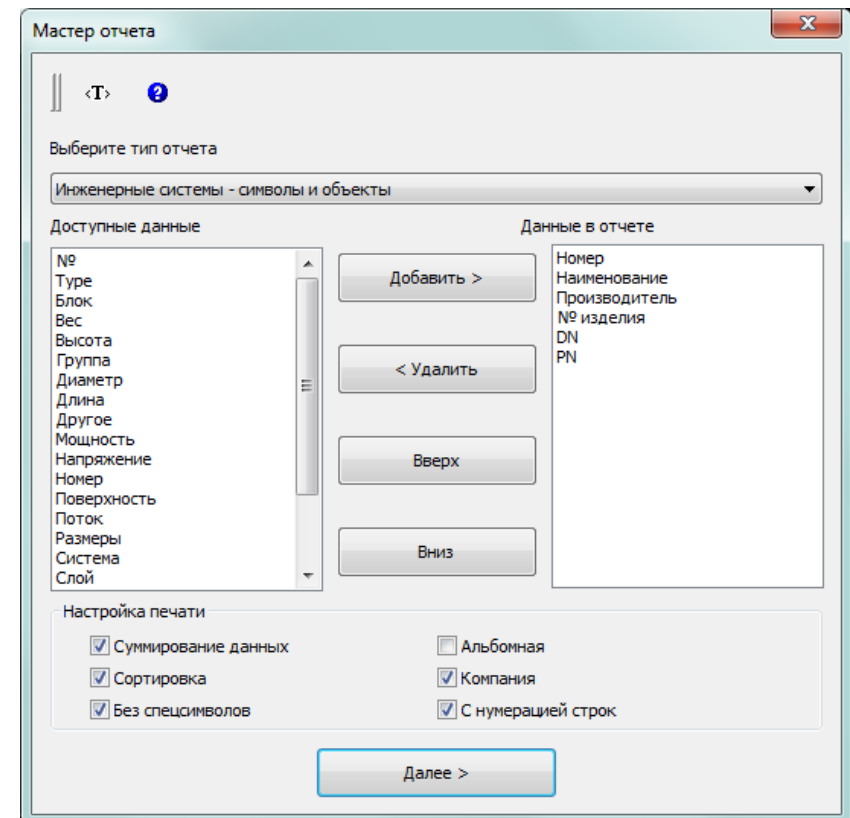 Мастер отчета
‹T›
?
Выберите тип отчета
Инженерные системы - символы и объекты
Доступные данные
Данные в отчете
№
Type
Блок
Вес
Высота
Группа
Диаметр
Длина
Другое
Мощность
Напряжение
Номер
Поверхность
Поток
Размеры
Система
Слой
Добавить >
< Удалить
Вверх
Вниз
Номер
Наименование
Производитель
№ изделия
DN
PN
Настройка печати
Суммирование данных
Альбомная
Сортировка
Компания
Без спецсимволов
С нумерацией строк
Далее >